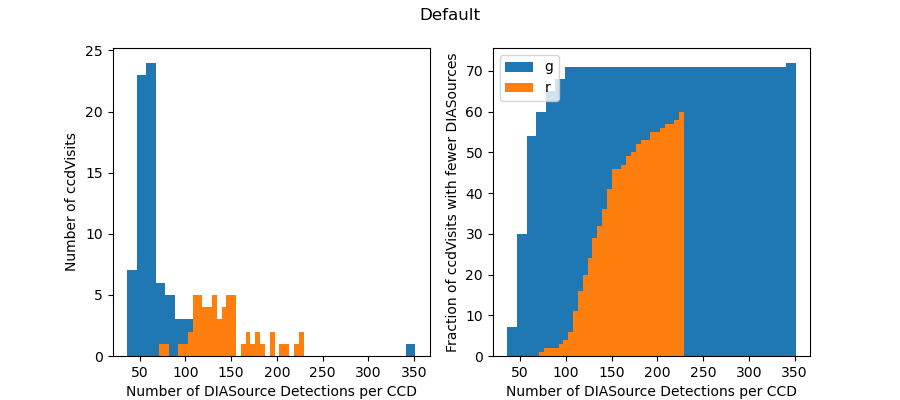 Default
25
20
15
10
5
0
Number of ccdVisits
50 100 150 200 250 300 350
Number of DIASource Detections per CCD
70
60
50
40
30
20
10
0
Fraction of ccdVisits with fewer DIASources
g
r
50 100 150 200 250 300 350
Number of DIASource Detections per CCD